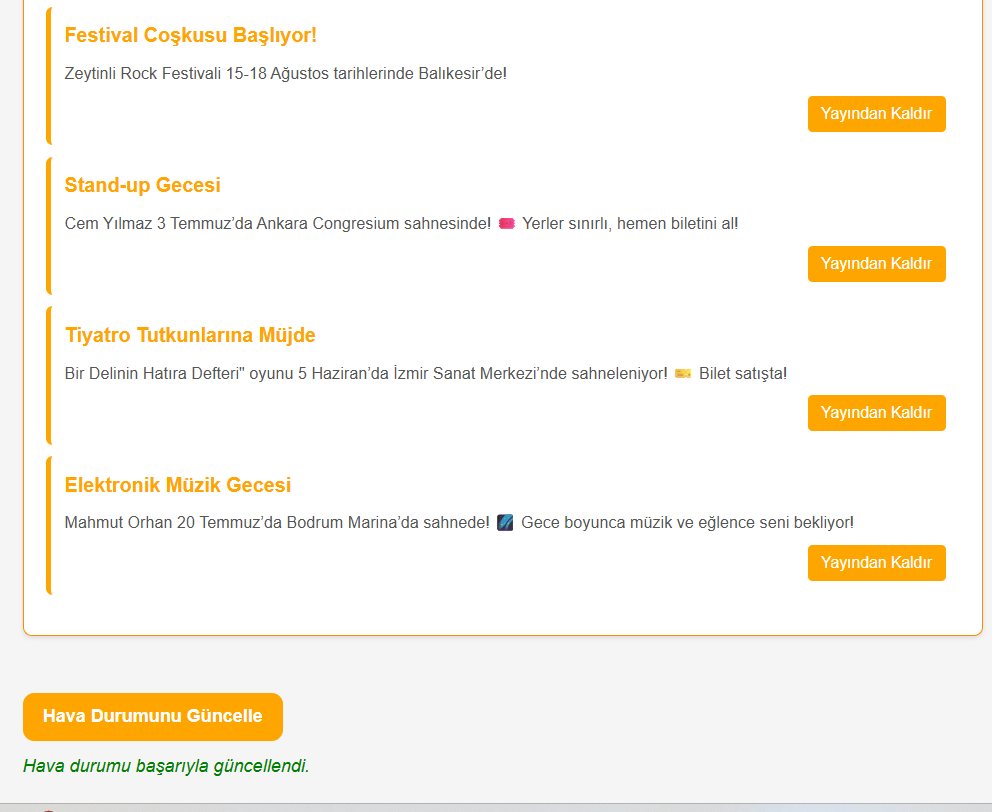 Festival Coşkusu Başlıyor!
Zeytinli Rock Festivali 15-18 Ağustos tarihlerinde Balıkesir’de!
Yayından Kaldır
Stand-up Gecesi
Cem Yılmaz 3 Temmuz’da Ankara Congresium sahnesinde! 🎟 Yerler sınırlı, hemen biletini al!
Yayından Kaldır
Tiyatro Tutkunlarına Müjde
Bir Delinin Hatıra Defteri" oyunu 5 Haziran’da İzmir Sanat Merkezi’nde sahneleniyor! 🎫 Bilet satışta!
Yayından Kaldır
Elektronik Müzik Gecesi
Mahmut Orhan 20 Temmuz’da Bodrum Marina’da sahnede! 🌌 Gece boyunca müzik ve eğlence seni bekliyor!
Yayından Kaldır
Hava Durumunu Güncelle
Hava durumu başarıyla güncellendi.